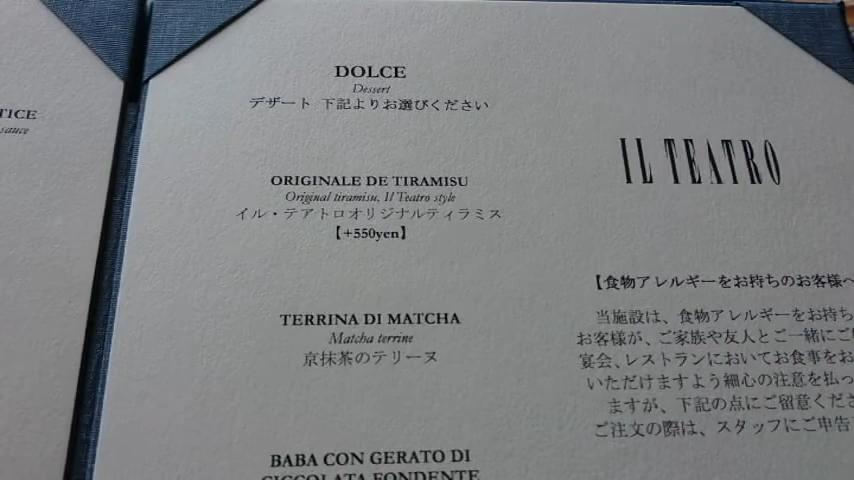 TICE
sauce
DOLCE
Dessert
デザート 下記よりお選びください
ORIGINALE DE TIRAMISU
Original tiramisu, Il Teatro style
イル・テアトロオリジナルティラミス
【+550yen】
TERRINA DI MATCHA
Matcha terrine
京抹茶のテリーヌ
BABA CON GERATO DI
CIOCCOLATA FONDENTE
IL TEATRO
【食物アレルギーをお持ちのお客様へ
当施設は、食物アレルギーをお持ち
お客様が、ご家族や友人とご一緒にご
宴会、レストランにおいてお食事をお
いただけますよう細心の注意を払っ
ますが、下記の点にご留意くださ
ご注文の際は、スタッフにご申告